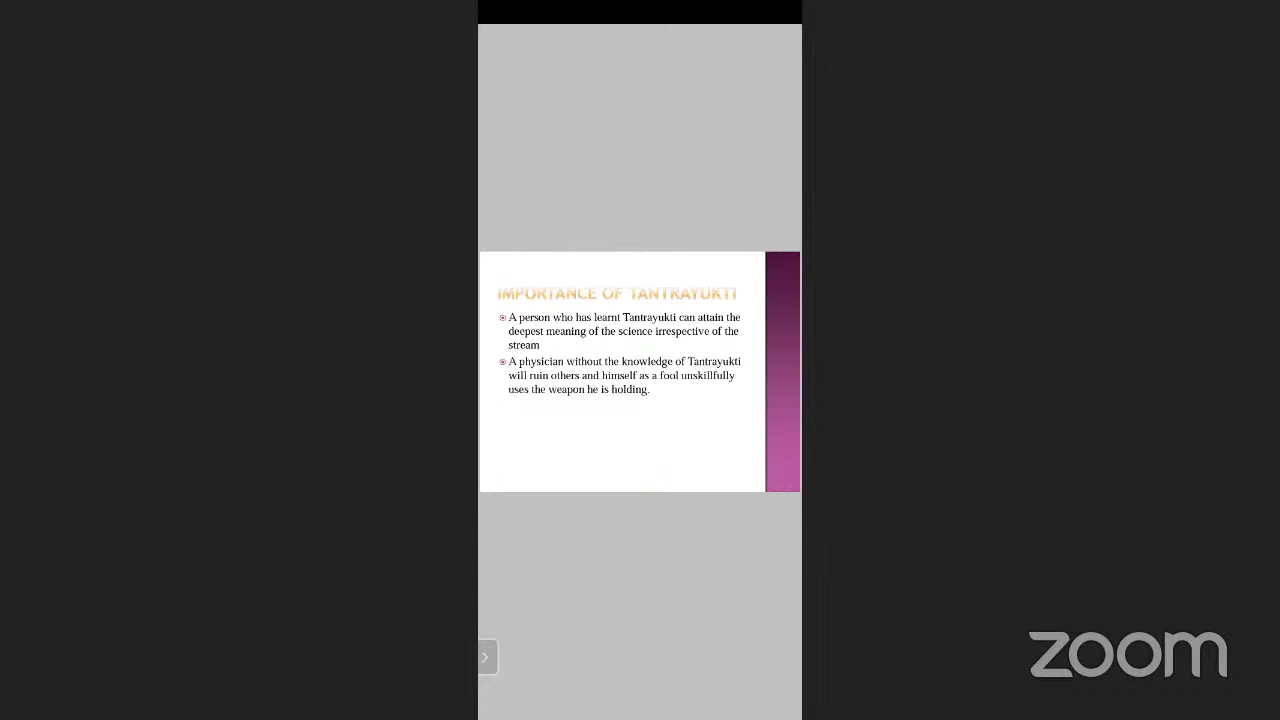 IMPORTANCE OF TANTRAYUKTI
A person who has learnt Tantrayukti can attain the
deepest meaning of the science irrespective of the
stream
A physician without the knowledge of Tantrayukti
will ruin others and himself as a fool unskillfully
uses the weapon he is holding.
zoom